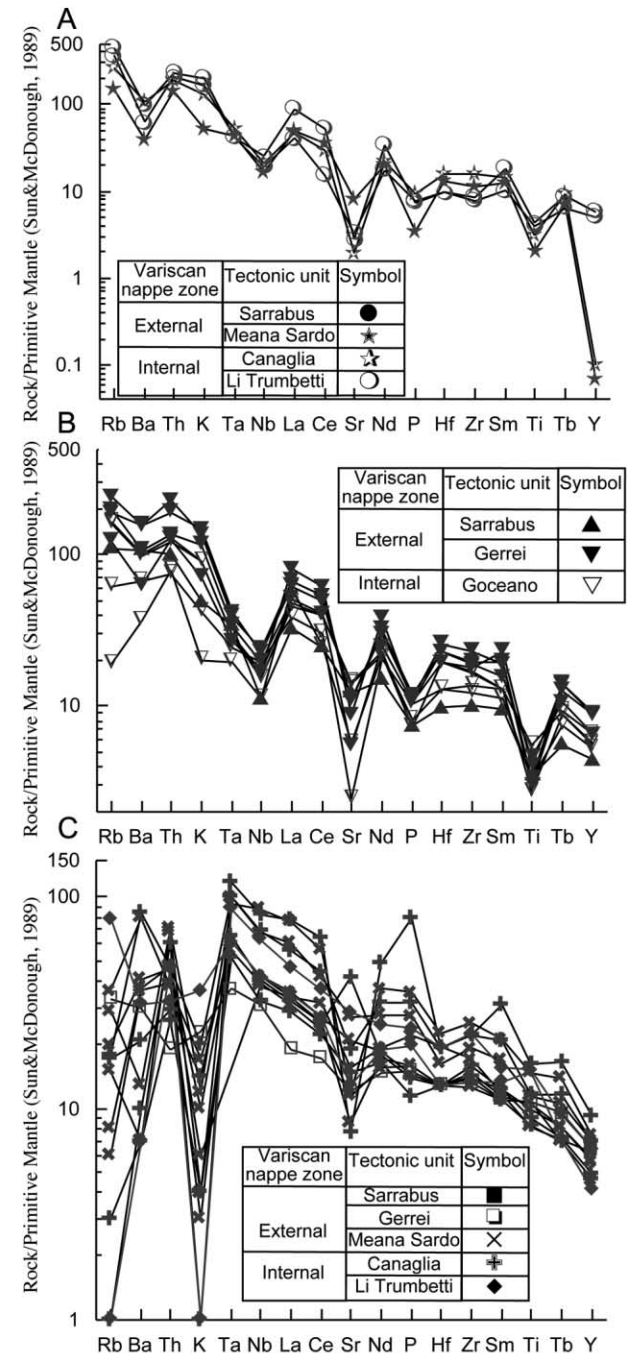 A
Rock/Primitive Mantle (Sun&McDonough, 1989)
500
100
10
1
0.1
Variscan nappe zone Tectonic unit Symbol
External Sarrabus
Meana Sardo
Internal Canaglia
Li Trumbetti
Rb Ba Th K Ta Nb La Ce Sr Nd P Hf Zr Sm Ti Tb Y
B
Rock/Primitive Mantle (Sun&McDonough, 1989)
500
100
10
Variscan nappe zone Tectonic unit Symbol
External Sarrabus
Gerrei
Internal Goceano
Rb Ba Th K Ta Nb La Ce Sr Nd P Hf Zr Sm Ti Tb Y
C
Rock/Primitive Mantle (Sun&McDonough, 1989)
150
100
10
1
Variscan nappe zone Tectonic unit Symbol
External Sarrabus
Gerrei
Meana Sardo
Internal Canaglia
Li Trumbetti
Rb Ba Th K Ta Nb La Ce Sr Nd P Hf Zr Sm Ti Tb Y